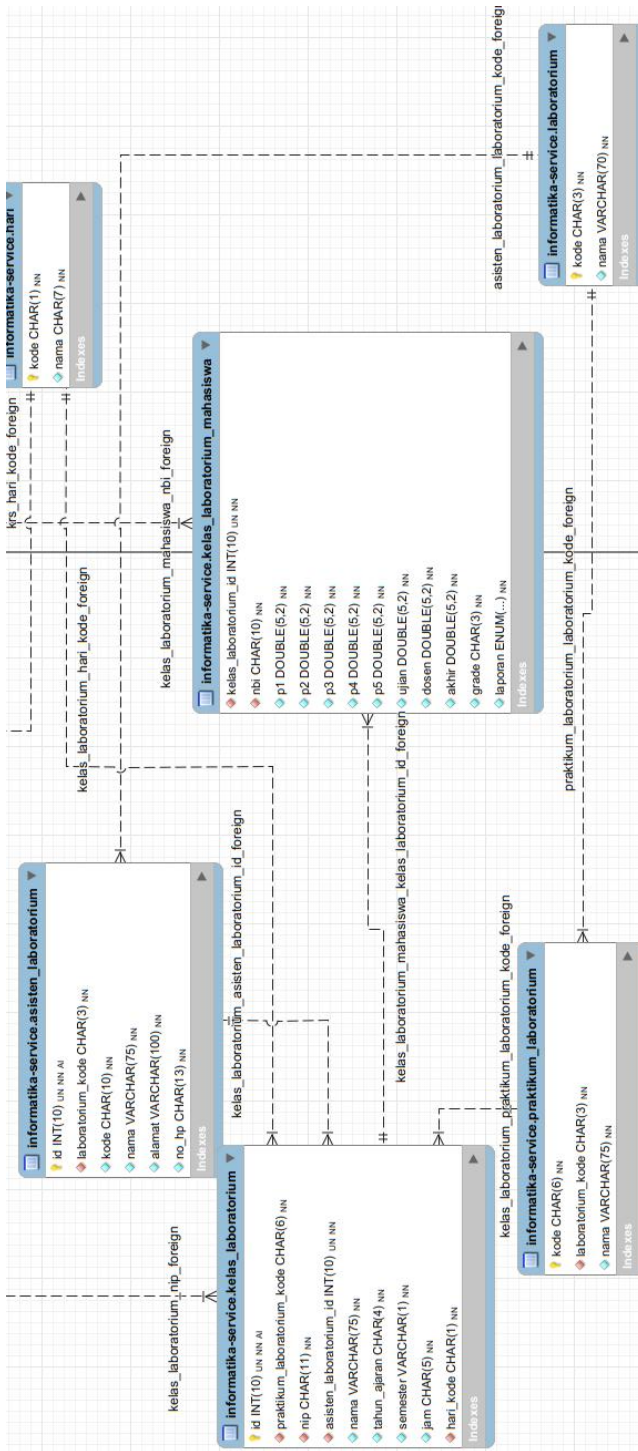 kelas_laboratorium_nip_foreign
informatika-service.kelas_laboratorium
id INT(10) UN NN AI
praktikum_laboratorium_kode CHAR(6) NN
nip CHAR(11) NN
asisten_laboratorium_id INT(10) UN NN
nama VARCHAR(75) NN
tahun_ajaran CHAR(4) NN
semester VARCHAR(1) NN
jam CHAR(5) NN
hari_kode CHAR(1) NN
Indexes
informatika-service.asisten_laboratorium
id INT(10) UN NN AI
laboratorium_kode CHAR(3) NN
kode CHAR(10) NN
nama VARCHAR(75) NN
alamat VARCHAR(100) NN
no_hp CHAR(13) NN
Indexes
kelas_laboratorium_asisten_laboratorium_id_foreign
kelas_laboratorium_hari_kode_foreign
krs_hari_kode_foreign
informatika-service.hari
kode CHAR(1) NN
nama CHAR(7) NN
Indexes
kelas_laboratorium_mahasiswa_nbi_foreign
informatika-service.kelas_laboratorium_mahasiswa
kelas_laboratorium_id INT(10) UN NN
nbi CHAR(10) NN
p1 DOUBLE(5,2) NN
p2 DOUBLE(5,2) NN
p3 DOUBLE(5,2) NN
p4 DOUBLE(5,2) NN
p5 DOUBLE(5,2) NN
ujian DOUBLE(5,2) NN
dosen DOUBLE(5,2) NN
akhir DOUBLE(5,2) NN
grade CHAR(3) NN
laporan ENUM(...) NN
Indexes
kelas_laboratorium_mahasiswa_kelas_laboratorium_id_foreign
kelas_laboratorium_praktikum_laboratorium_kode_foreign
informatika-service.praktikum_laboratorium
kode CHAR(6) NN
laboratorium_kode CHAR(3) NN
nama VARCHAR(75) NN
Indexes
praktikum_laboratorium_kode_foreign
asisten_laboratorium_laboratorium_kode_foreign
informatika-service.laboratorium
kode CHAR(3) NN
nama VARCHAR(70) NN
Indexes